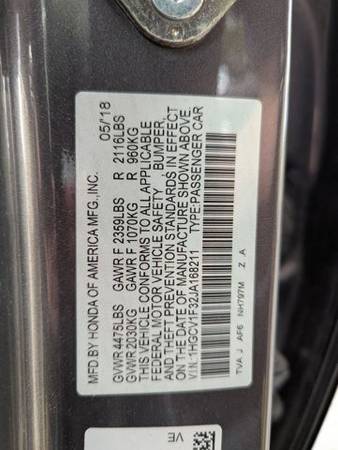 MFD.BY HONDA OF AMERICA MFG.,INC. 05/'18
GVWR 4475LBS GAWR F 2359LBS R 2116LBS
GVWR 2030KG GAWR F 1070KG R 960KG
THIS VEHICLE CONFORMS TO ALL APPLICABLE
FEDERAL MOTOR VEHICLE SAFETY , BUMPER,
AND THEFT PREVENTION STANDARDS IN EFFECT
ON THE DATE OF MANUFACTURE SHOWN ABOVE.
V.I.N. 1HGCV1F32JA168211 TYPE:PASSENGER CAR
TVA J AF6 NH797M Z A
VE